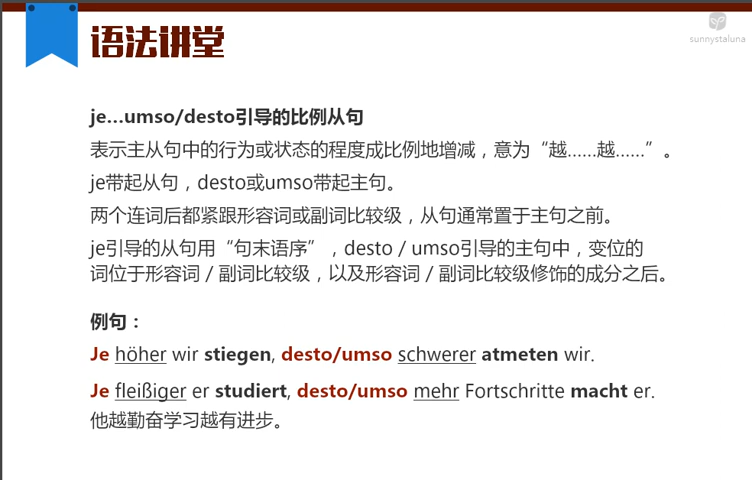 语法讲堂
sunnystaluna
je...umso/desto引导的比例从句
表示主从句中的行为或状态的程度成比例地增减，意为“越……越……”。
je带起从句，desto或umso带起主句。
两个连词后都紧跟形容词或副词比较级，从句通常置于主句之前。
je引导的从句用“句末语序”，desto / umso引导的主句中，变位的
词位于形容词 / 副词比较级，以及形容词 / 副词比较级修饰的成分之后。
例句：
Je höher wir stiegen, desto/umso schwerer atmeten wir.
Je fleißiger er studiert, desto/umso mehr Fortschritte macht er.
他越勤奋学习越有进步。